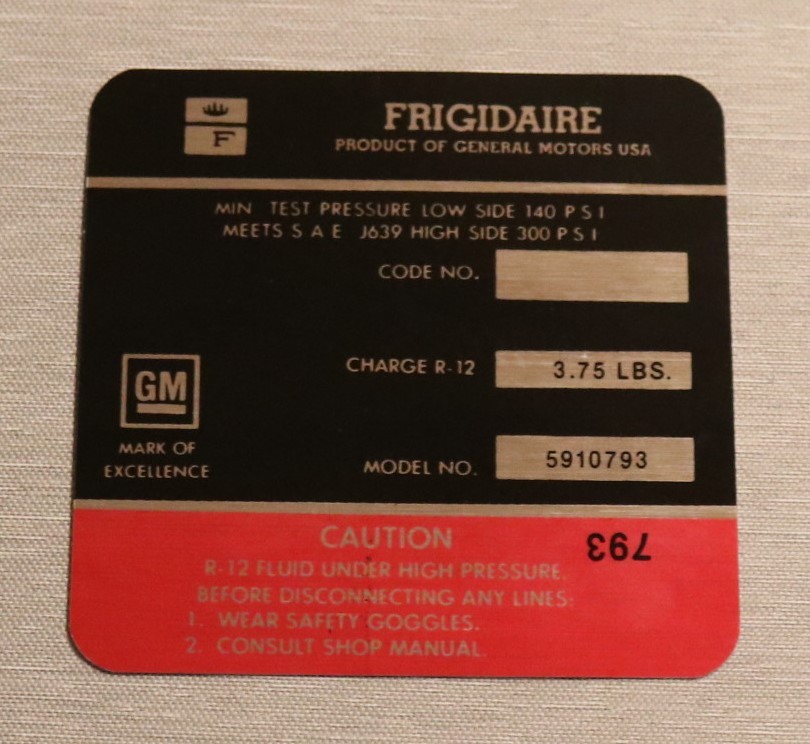 F
FRIGIDAIRE
PRODUCT OF GENERAL MOTORS USA
MIN TEST PRESSURE LOW SIDE 140 P S I
MEETS S A E J639 HIGH SIDE 300 P S I
CODE NO.
CHARGE R-12 3.75 LBS.
GM
MARK OF
EXCELLENCE
MODEL NO. 5910793
CAUTION
793
R-12 FLUID UNDER HIGH PRESSURE.
BEFORE DISCONNECTING ANY LINES:
1. WEAR SAFETY GOGGLES.
2. CONSULT SHOP MANUAL.